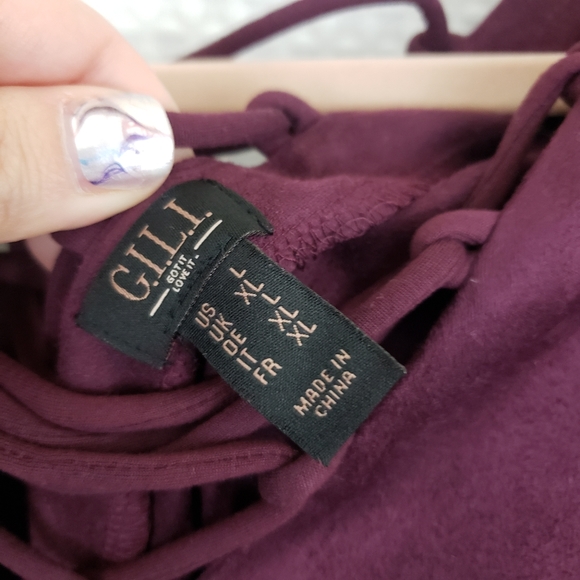 G.I.L.I.
GOT IT
LOVE IT
US L
UK XL
DE L
IT XL
FR XL
MADE IN
CHINA